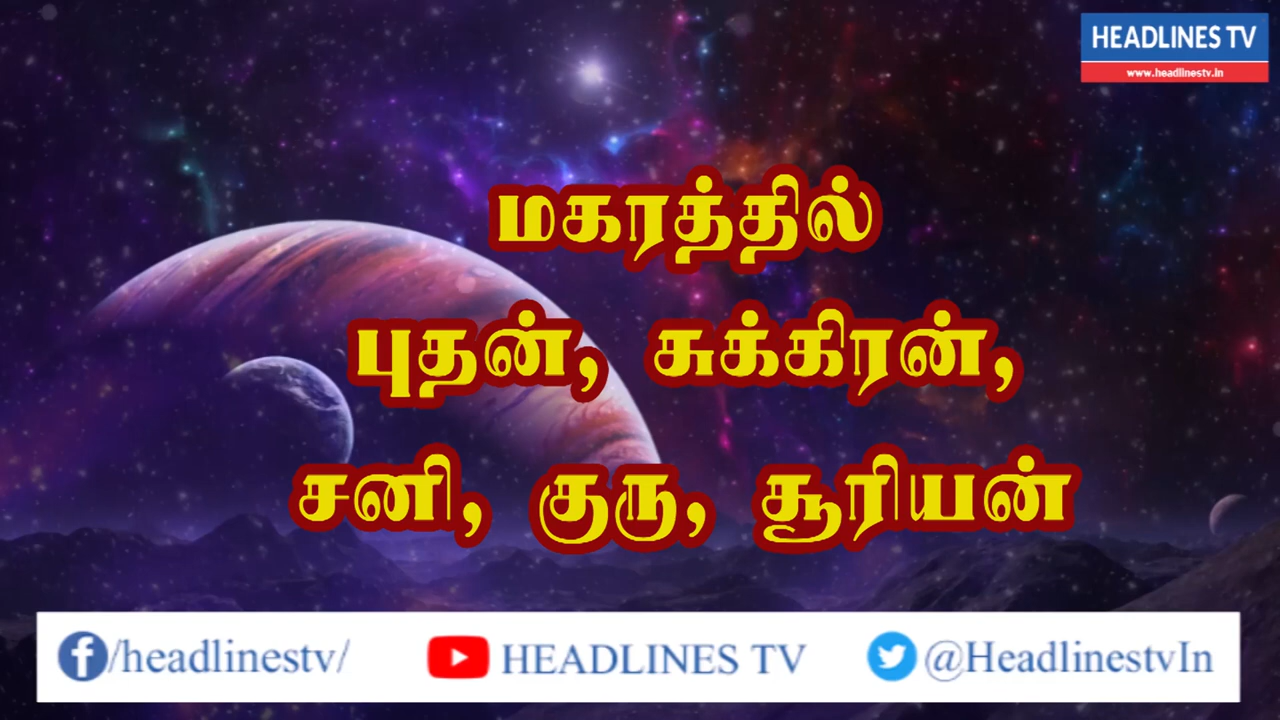 HEADLINES TV
www.headlinestv.in
மகரத்தில்
புதன், சுக்கிரன்,
சனி, குரு, சூரியன்
/headlinestv/ HEADLINES TV @HeadlinestvIn